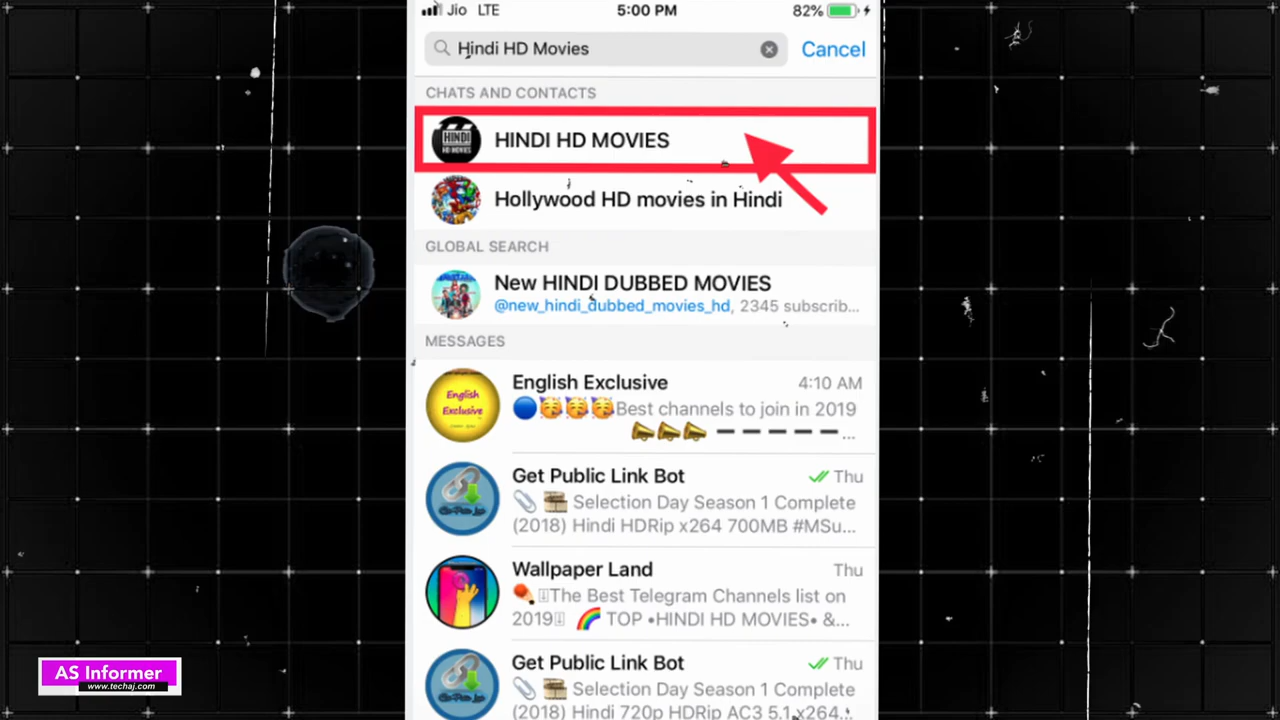 Jio LTE 5:00 PM 82%
Hindi HD Movies Cancel
CHATS AND CONTACTS
HINDI HD MOVIES
HINDI HD MOVIES
Hollywood HD movies in Hindi
GLOBAL SEARCH
New HINDI DUBBED MOVIES
@new_hindi_dubbed_movies_hd, 2345 subscrib...
MESSAGES
English Exclusive 4:10 AM
English
Exclusive
Best channels to join in 2019
...
Get Public Link Bot Thu
Selection Day Season 1 Complete
(2018) Hindi HDRip x264 700MB #MSu...
Wallpaper Land Thu
The Best Telegram Channels list on
2019 TOP •HINDI HD MOVIES• &...
Get Public Link Bot Thu
Selection Day Season 1 Complete
(2018) Hindi 720p HDRip AC3 5.1 x264...
AS Informer
www.techaj.com